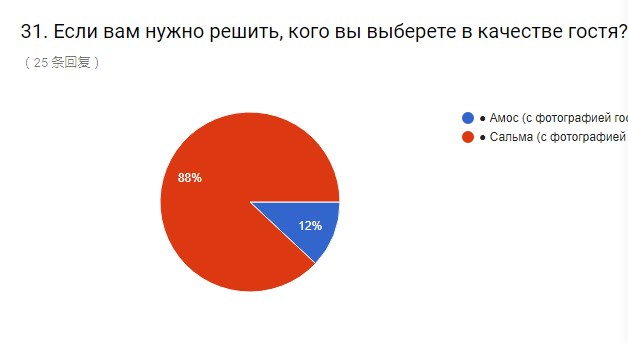 31. Если вам нужно решить, кого вы выберете в качестве гостя?
( 25 条回复 )
● Амос (с фотографией
● Сальма (с фотографией
88%
12%